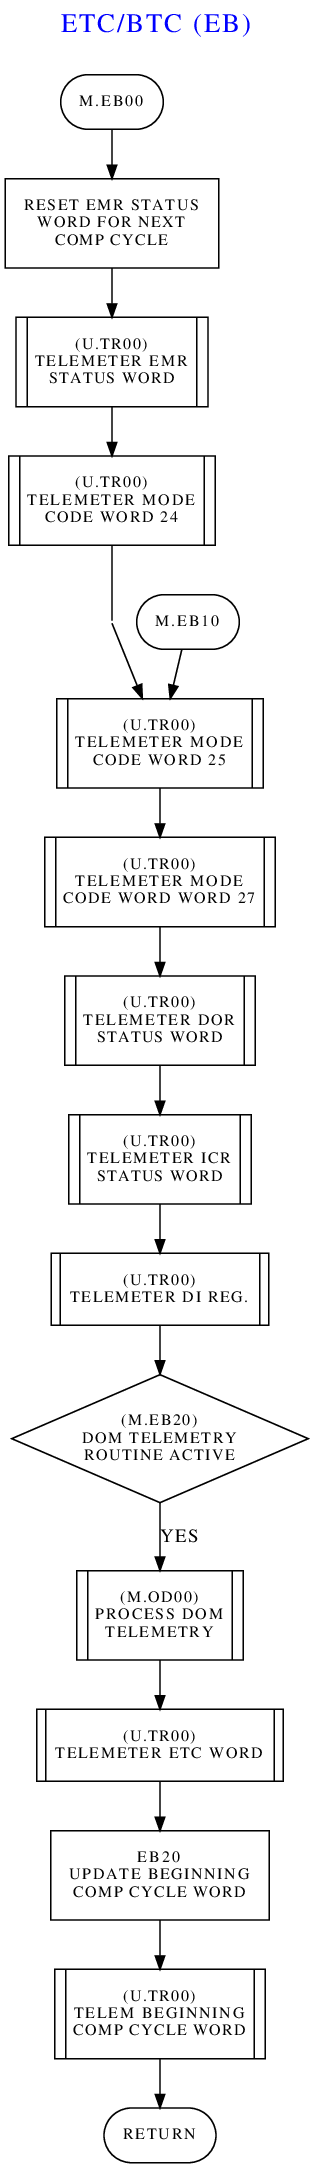 ETC/BTC (EB)
M.EB00
RESET EMR STATUS
WORD FOR NEXT
COMP CYCLE
(U.TR00)
TELEMETER EMR
STATUS WORD
(U.TR00)
TELEMETER MODE
CODE WORD 24
M.EB10
(U.TR00)
TELEMETER MODE
CODE WORD 25
(U.TR00)
TELEMETER MODE
CODE WORD WORD 27
(U.TR00)
TELEMETER DOR
STATUS WORD
(U.TR00)
TELEMETER ICR
STATUS WORD
(U.TR00)
TELEMETER DI REG.
(M.EB20)
DOM TELEMETRY
ROUTINE ACTIVE
YES
(M.OD00)
PROCESS DOM
TELEMETRY
(U.TR00)
TELEMETER ETC WORD
EB20
UPDATE BEGINNING
COMP CYCLE WORD
(U.TR00)
TELEM BEGINNING
COMP CYCLE WORD
RETURN